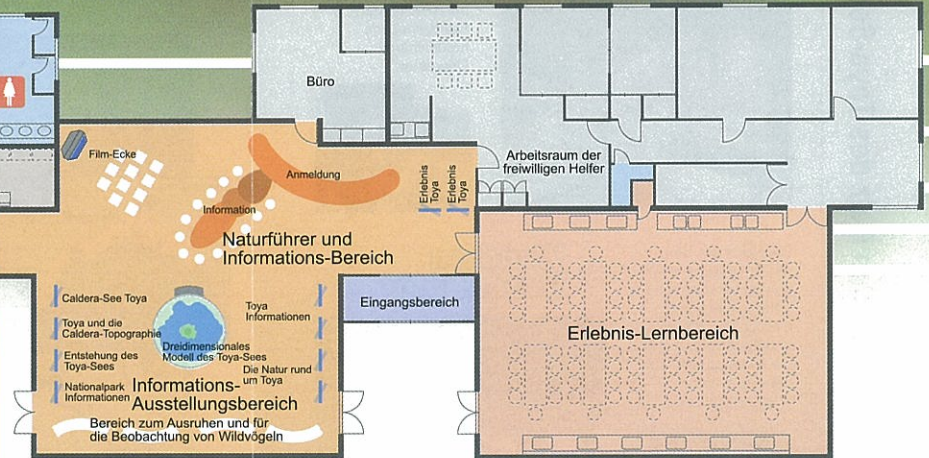 Büro
Film-Ecke
Anmeldung
Information
Erlebnis
Toya
Erlebnis
Toya
Arbeitsraum der
freiwilligen Helfer
Naturführer und
Informations-Bereich
Eingangsbereich
Erlebnis-Lernbereich
Caldera-See Toya
Toya und die
Caldera-Topographie
Entstehung des
Toya-Sees
Nationalpark
Informationen
Dreidimensionales
Modell des Toya-Sees
Toya
Informationen
Die Natur rund
um Toya
Informations-
Ausstellungsbereich
Bereich zum Ausruhen und für
die Beobachtung von Wildvögeln